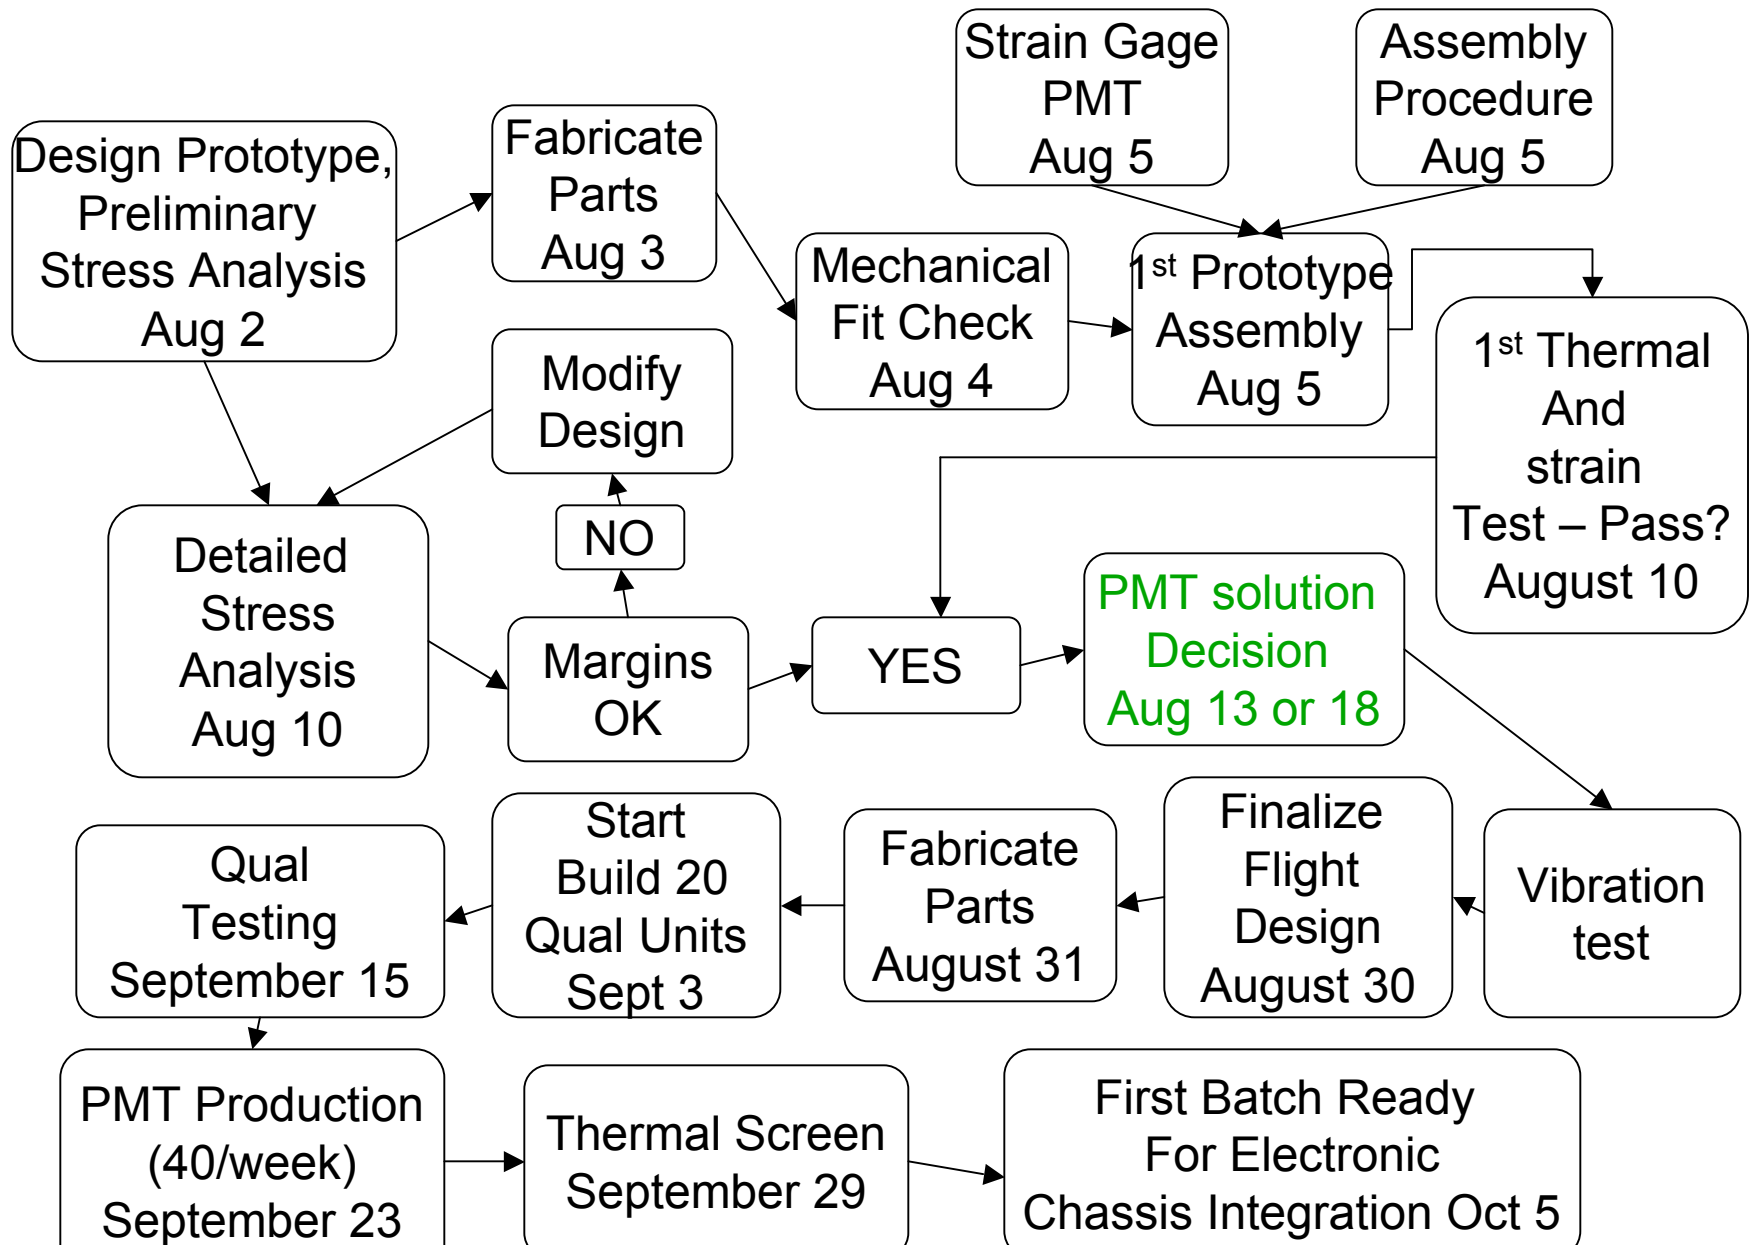 Strain Gage
PMT
Aug 5
Assembly
Procedure
Aug 5
Design Prototype,
Preliminary
Stress Analysis
Aug 2
Fabricate
Parts
Aug 3
Mechanical
Fit Check
Aug 4
1st Prototype
Assembly
Aug 5
1st Thermal
And
strain
Test – Pass?
August 10
Modify
Design
NO
Detailed
Stress
Analysis
Aug 10
Margins
OK
YES
PMT solution
Decision
Aug 13 or 18
Qual
Testing
September 15
Start
Build 20
Qual Units
Sept 3
Fabricate
Parts
August 31
Finalize
Flight
Design
August 30
Vibration
test
PMT Production
(40/week)
September 23
Thermal Screen
September 29
First Batch Ready
For Electronic
Chassis Integration Oct 5